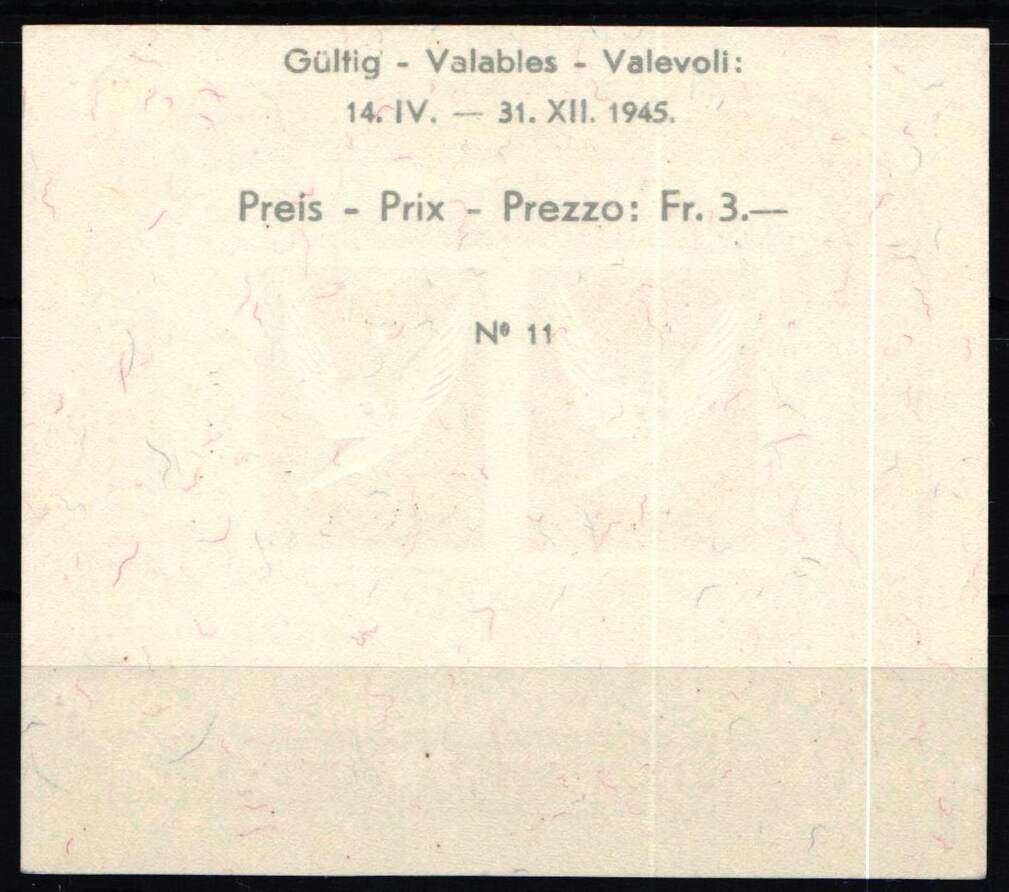 Gültig - Valables - Valevoli:
14. IV. — 31. XII. 1945.
Preis - Prix - Prezzo: Fr. 3.—
Nº 11